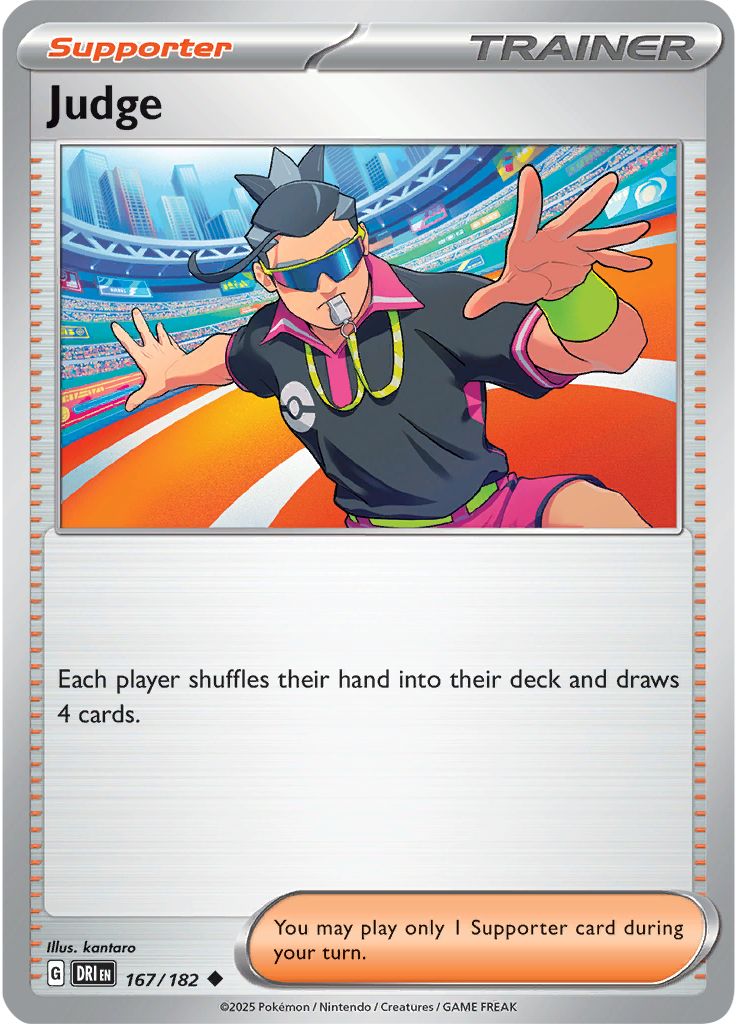 Supporter TRAINER
Judge
Each player shuffles their hand into their deck and draws
4 cards.
You may play only 1 Supporter card during
your turn.
Illus. kantaro
G DRI EN 167/182
©2025 Pokémon / Nintendo / Creatures / GAME FREAK